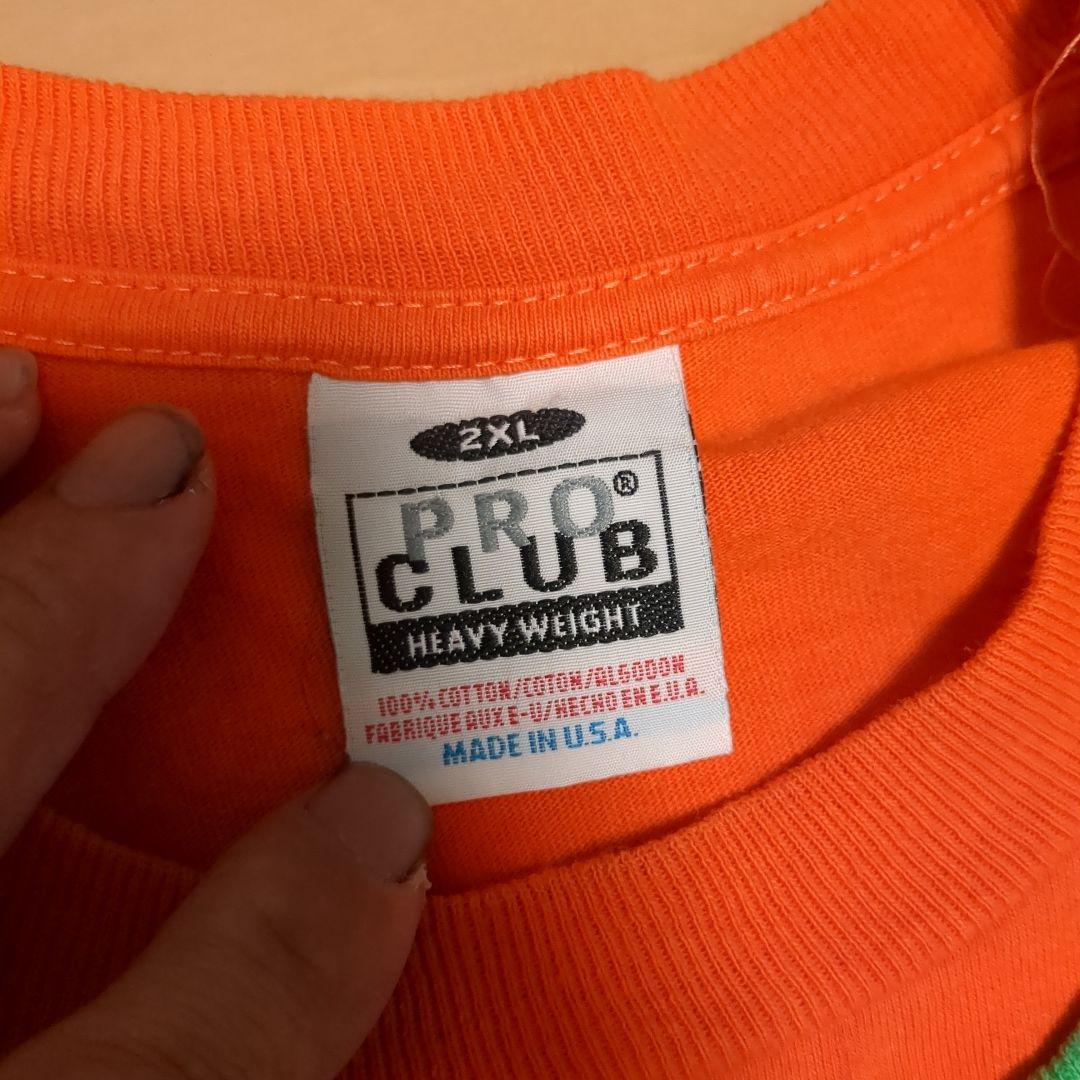 2XL
PRO®
CLUB
HEAVY WEIGHT
100% COTTON/COTON/ALGODON
FABRIQUE AUX E-U/HECHO EN E.U.A.
MADE IN U.S.A.